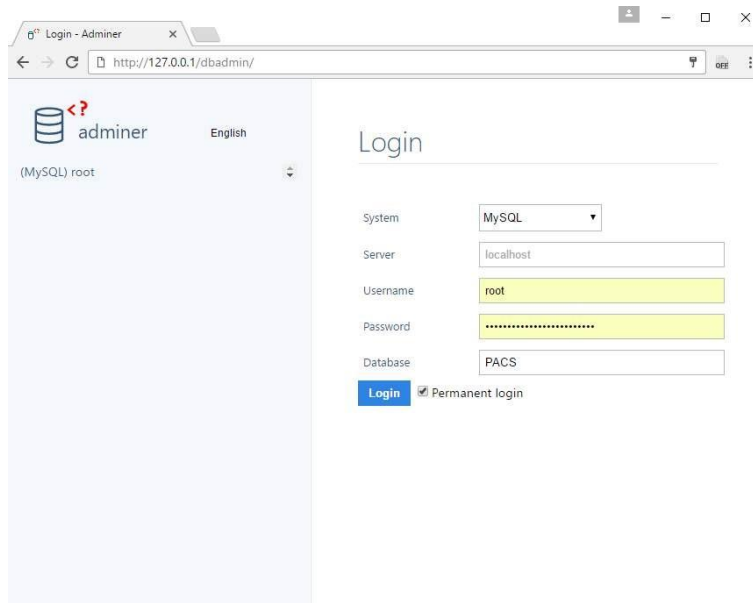 Login - Adminer
http://127.0.0.1/dbadmin/
OFF
<?
adminer
English
(MySQL) root
Login
System
MySQL
Server
localhost
Username
root
Password
•••••••••••••••••••••••••
Database
PACS
Login
Permanent login